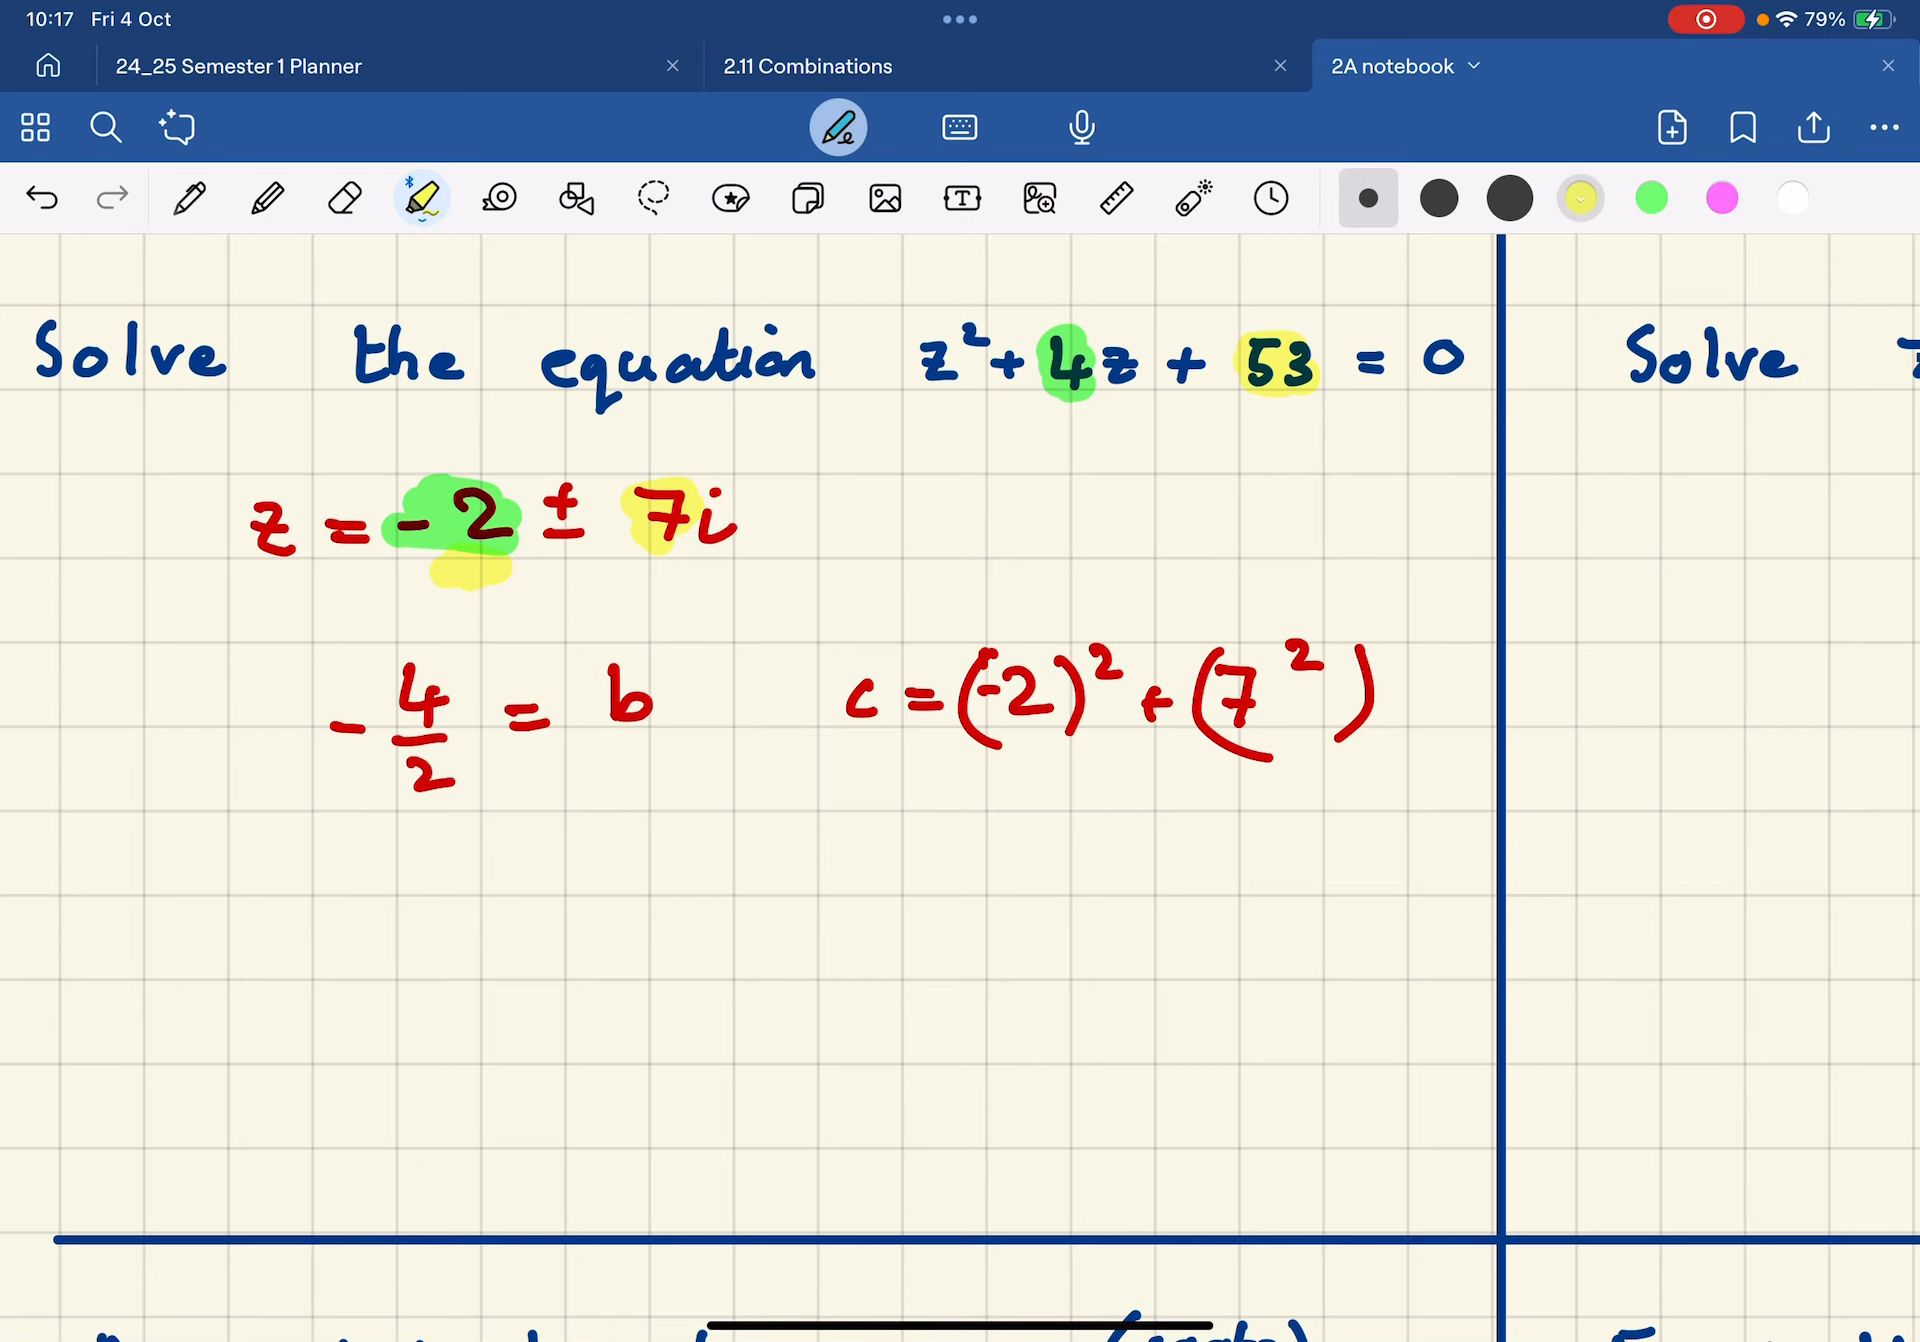 10:17 Fri 4 Oct 79%
24_25 Semester 1 Planner 2.11 Combinations 2A notebook
Solve the equation z² + 4z + 53 = 0 Solve
z = -2 ± 7i
-4/2 = b c = (-2)² + (7²)